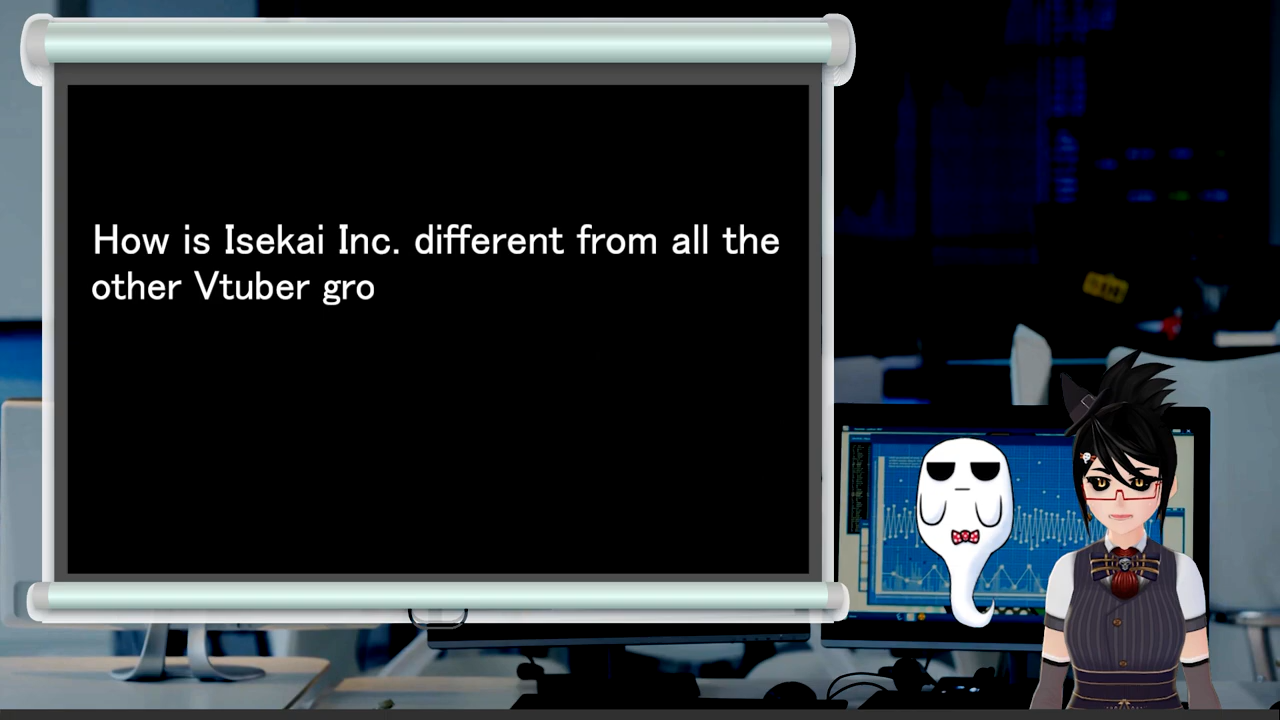 How is Isekai Inc. different from all the
other Vtuber gro